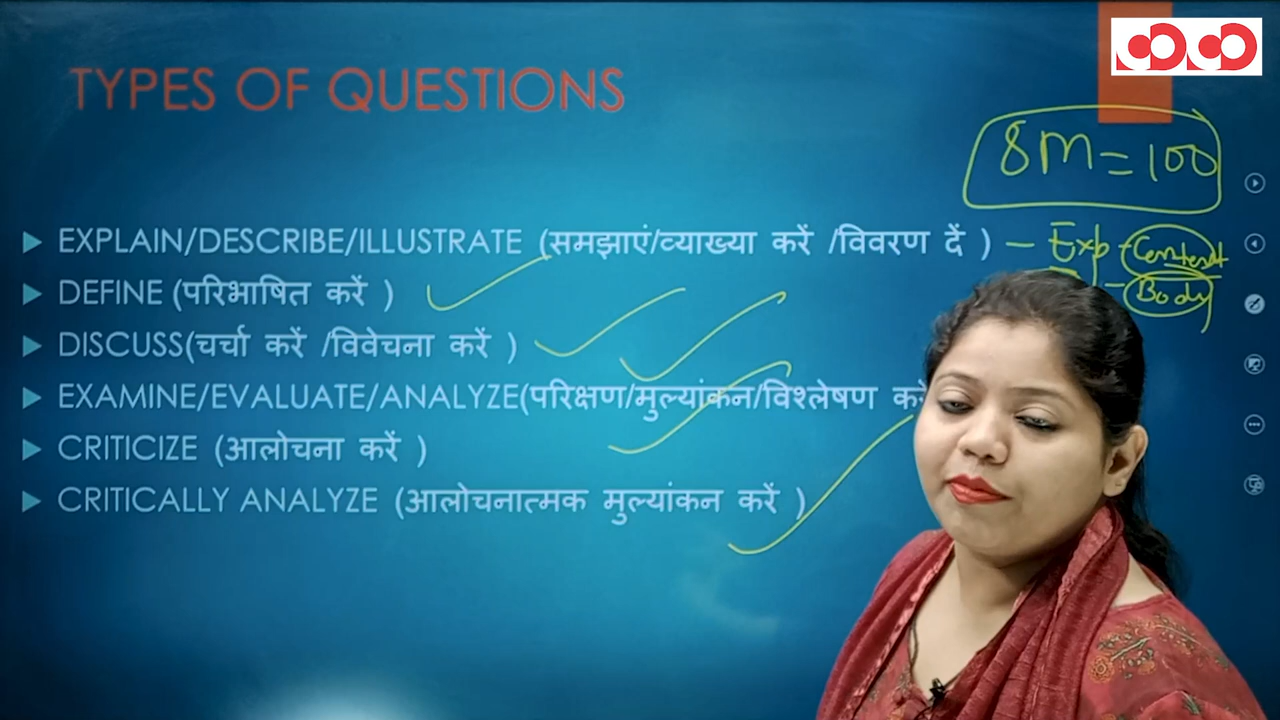 TYPES OF QUESTIONS
8M = 100
EXPLAIN/DESCRIBE/ILLUSTRATE (समझाएं/व्याख्या करें /विवरण दें ) – Exp - Content
- Body
DEFINE (परिभाषित करें )
DISCUSS(चर्चा करें /विवेचना करें )
EXAMINE/EVALUATE/ANALYZE(परिक्षण/मुल्यांकन/विश्लेषण
CRITICIZE (आलोचना करें )
CRITICALLY ANALYZE (आलोचनात्मक मुल्यांकन करें )